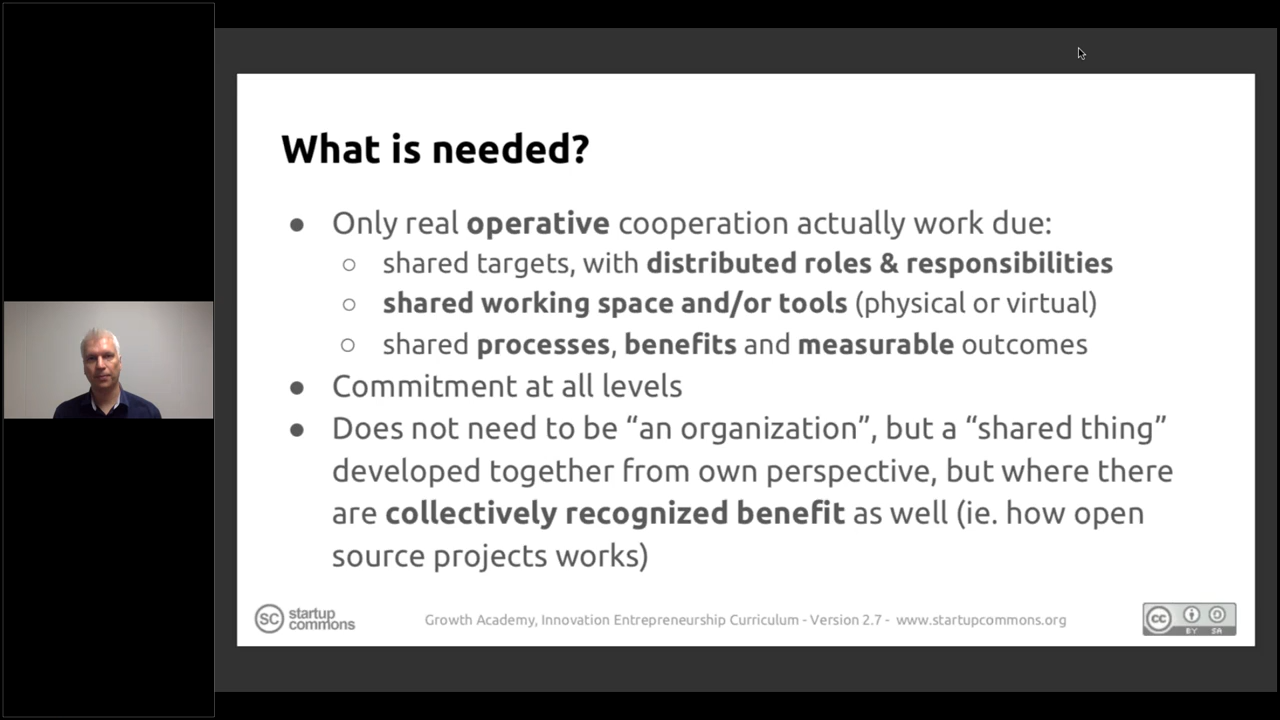 What is needed?
● Only real operative cooperation actually work due:
○ shared targets, with distributed roles & responsibilities
○ shared working space and/or tools (physical or virtual)
○ shared processes, benefits and measurable outcomes
● Commitment at all levels
● Does not need to be “an organization”, but a “shared thing”
developed together from own perspective, but where there
are collectively recognized benefit as well (ie. how open
source projects works)
SC startup
commons
Growth Academy, Innovation Entrepreneurship Curriculum - Version 2.7 - www.startupcommons.org
cc BY SA